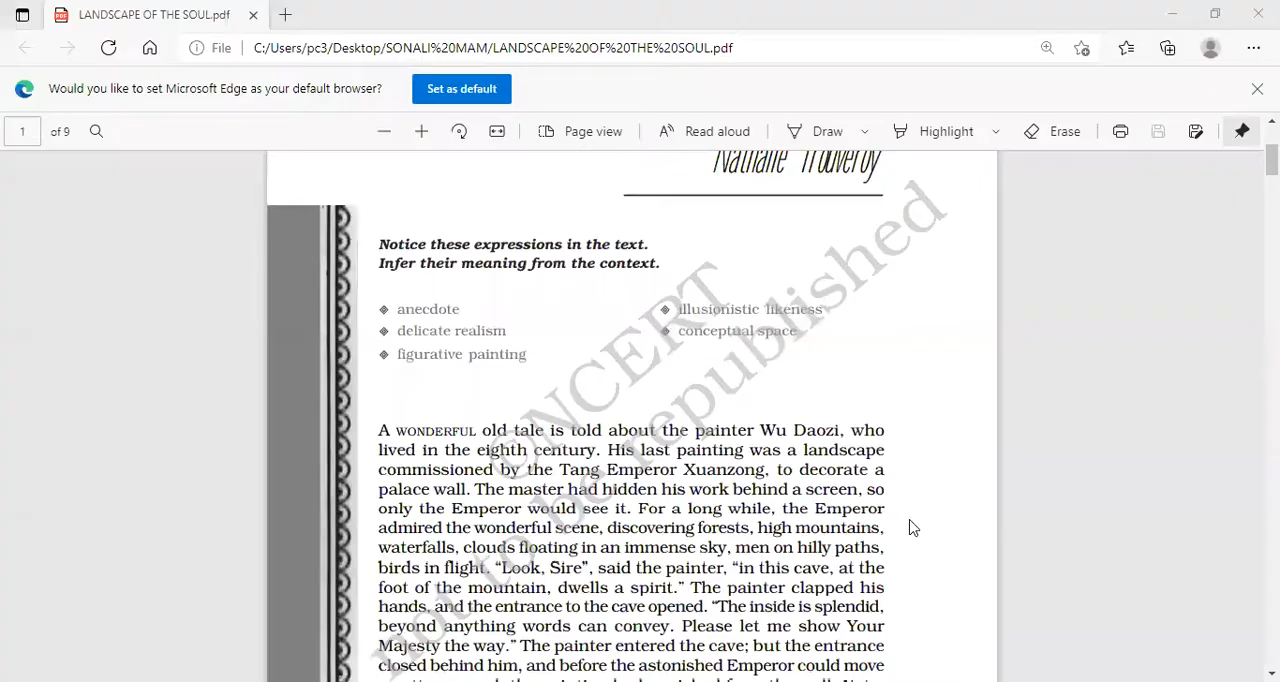 LANDSCAPE OF THE SOUL.pdf
File C:/Users/pc3/Desktop/SONALI%20MAM/LANDSCAPE%20OF%20THE%20SOUL.pdf
Would you like to set Microsoft Edge as your default browser? Set as default
1 of 9 Page view Read aloud Draw Highlight Erase
Nathalie Trouveroy
Notice these expressions in the text.
Infer their meaning from the context.
anecdote illusionistic likeness
delicate realism conceptual space
figurative painting
A WONDERFUL old tale is told about the painter Wu Daozi, who
lived in the eighth century. His last painting was a landscape
commissioned by the Tang Emperor Xuanzong, to decorate a
palace wall. The master had hidden his work behind a screen, so
only the Emperor would see it. For a long while, the Emperor
admired the wonderful scene, discovering forests, high mountains,
waterfalls, clouds floating in an immense sky, men on hilly paths,
birds in flight. “Look, Sire”, said the painter, “in this cave, at the
foot of the mountain, dwells a spirit.” The painter clapped his
hands, and the entrance to the cave opened. “The inside is splendid,
beyond anything words can convey. Please let me show Your
Majesty the way.” The painter entered the cave; but the entrance
closed behind him, and before the astonished Emperor could move
©NCERT
not to be republished